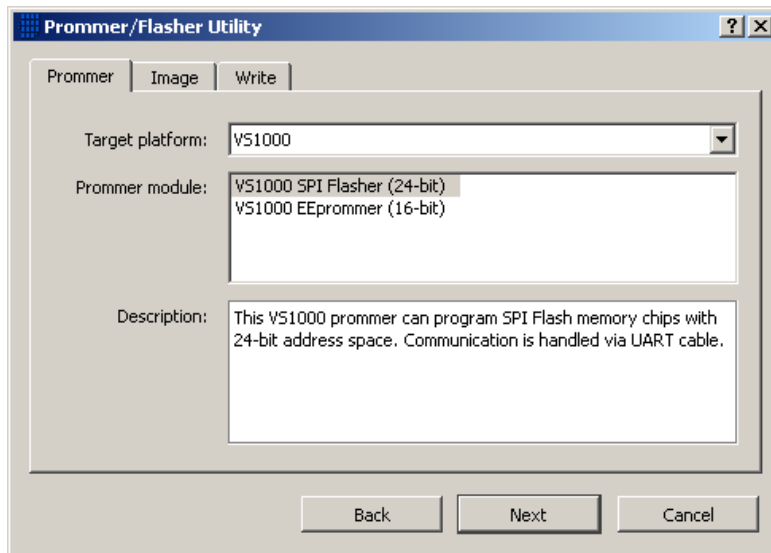 Prommer/Flasher Utility
Prommer
Image
Write
Target platform:
VS1000
Prommer module:
VS1000 SPI Flasher (24-bit)
VS1000 EEprommer (16-bit)
Description:
This VS1000 prommer can program SPI Flash memory chips with
24-bit address space. Communication is handled via UART cable.
Back
Next
Cancel